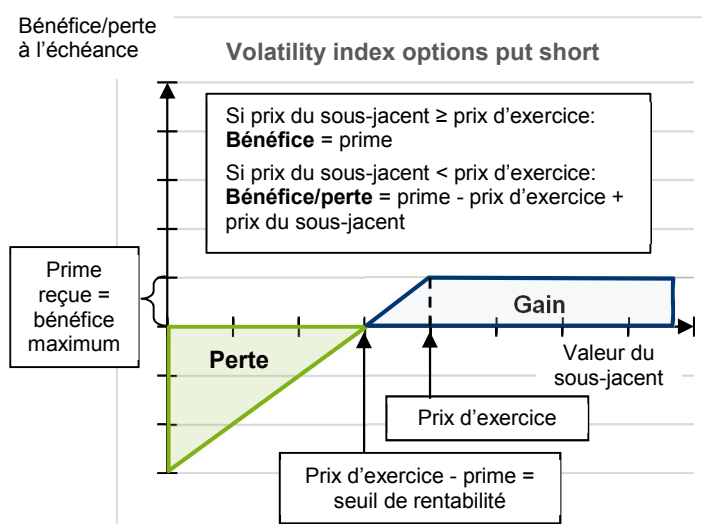 Bénéfice/perte
à l'échéance
Volatility index options put short
Si prix du sous-jacent ≥ prix d'exercice:
Bénéfice = prime
Si prix du sous-jacent < prix d'exercice:
Bénéfice/perte = prime - prix d'exercice +
prix du sous-jacent
Prime
reçue =
bénéfice
maximum
Gain
Perte
Valeur du
sous-jacent
Prix d'exercice
Prix d'exercice - prime =
seuil de rentabilité